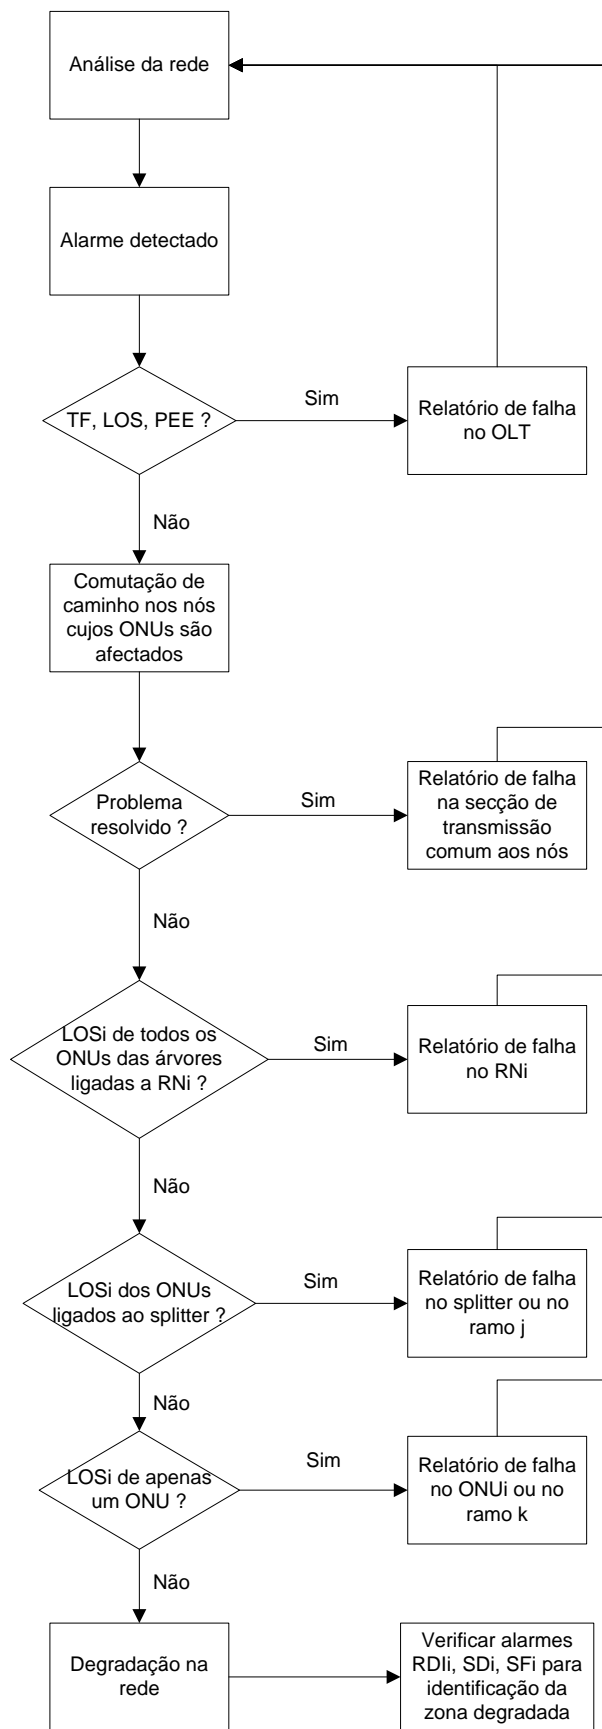 Análise da rede
Alarme detectado
TF, LOS, PEE ?
Sim
Relatório de falha
no OLT
Não
Comutação de
caminho nos nós
cujos ONUs são
afectados
Problema
resolvido ?
Sim
Relatório de falha
na secção de
transmissão
comum aos nós
Não
LOSi de todos os
ONUs das árvores
ligadas a RNi ?
Sim
Relatório de falha
no RNi
Não
LOSi dos ONUs
ligados ao splitter ?
Sim
Relatório de falha
no splitter ou no
ramo j
Não
LOSi de apenas
um ONU ?
Sim
Relatório de falha
no ONUi ou no
ramo k
Não
Degradação na
rede
Verificar alarmes
RDIi, SDi, SFi para
identificação da
zona degradada